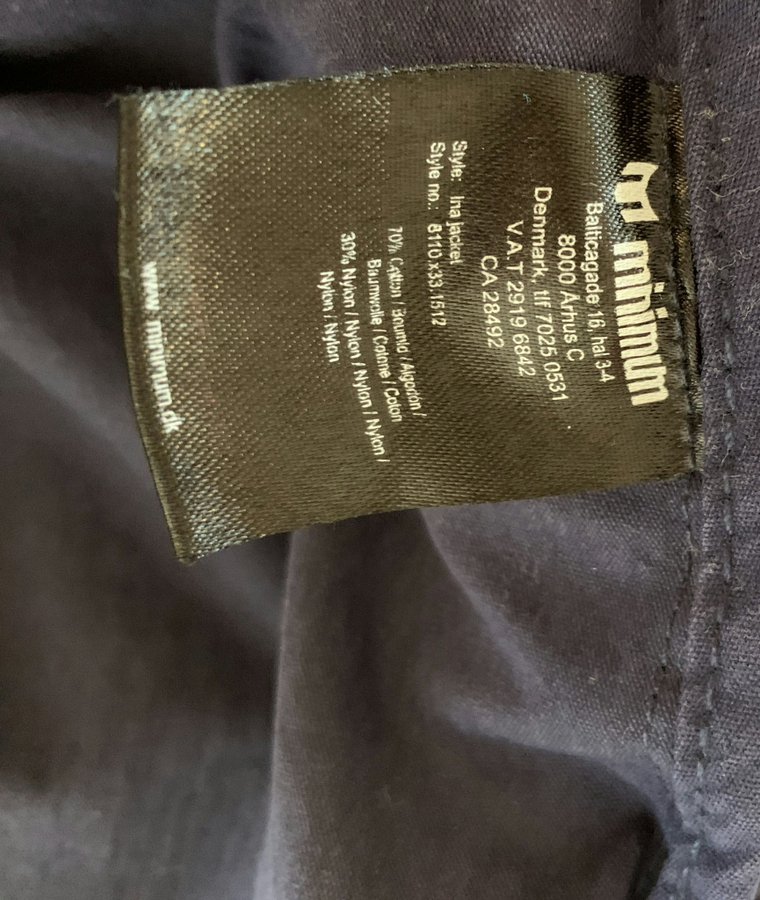 minimum
Balticagade 16, hal 3-4
8000 Århus C
Denmark, tlf 7025 0531
V.A.T 2919 6842
CA 28492
Style: Ina jacket
Style no.: 8110 k33.1512
70% Cotton / Bournld / Algodon /
Baumwolle / Cotone / Coton
30% Nylon / Nylon / Nylon / Nylon /
Nylon / Nylon
www.minimum.dk